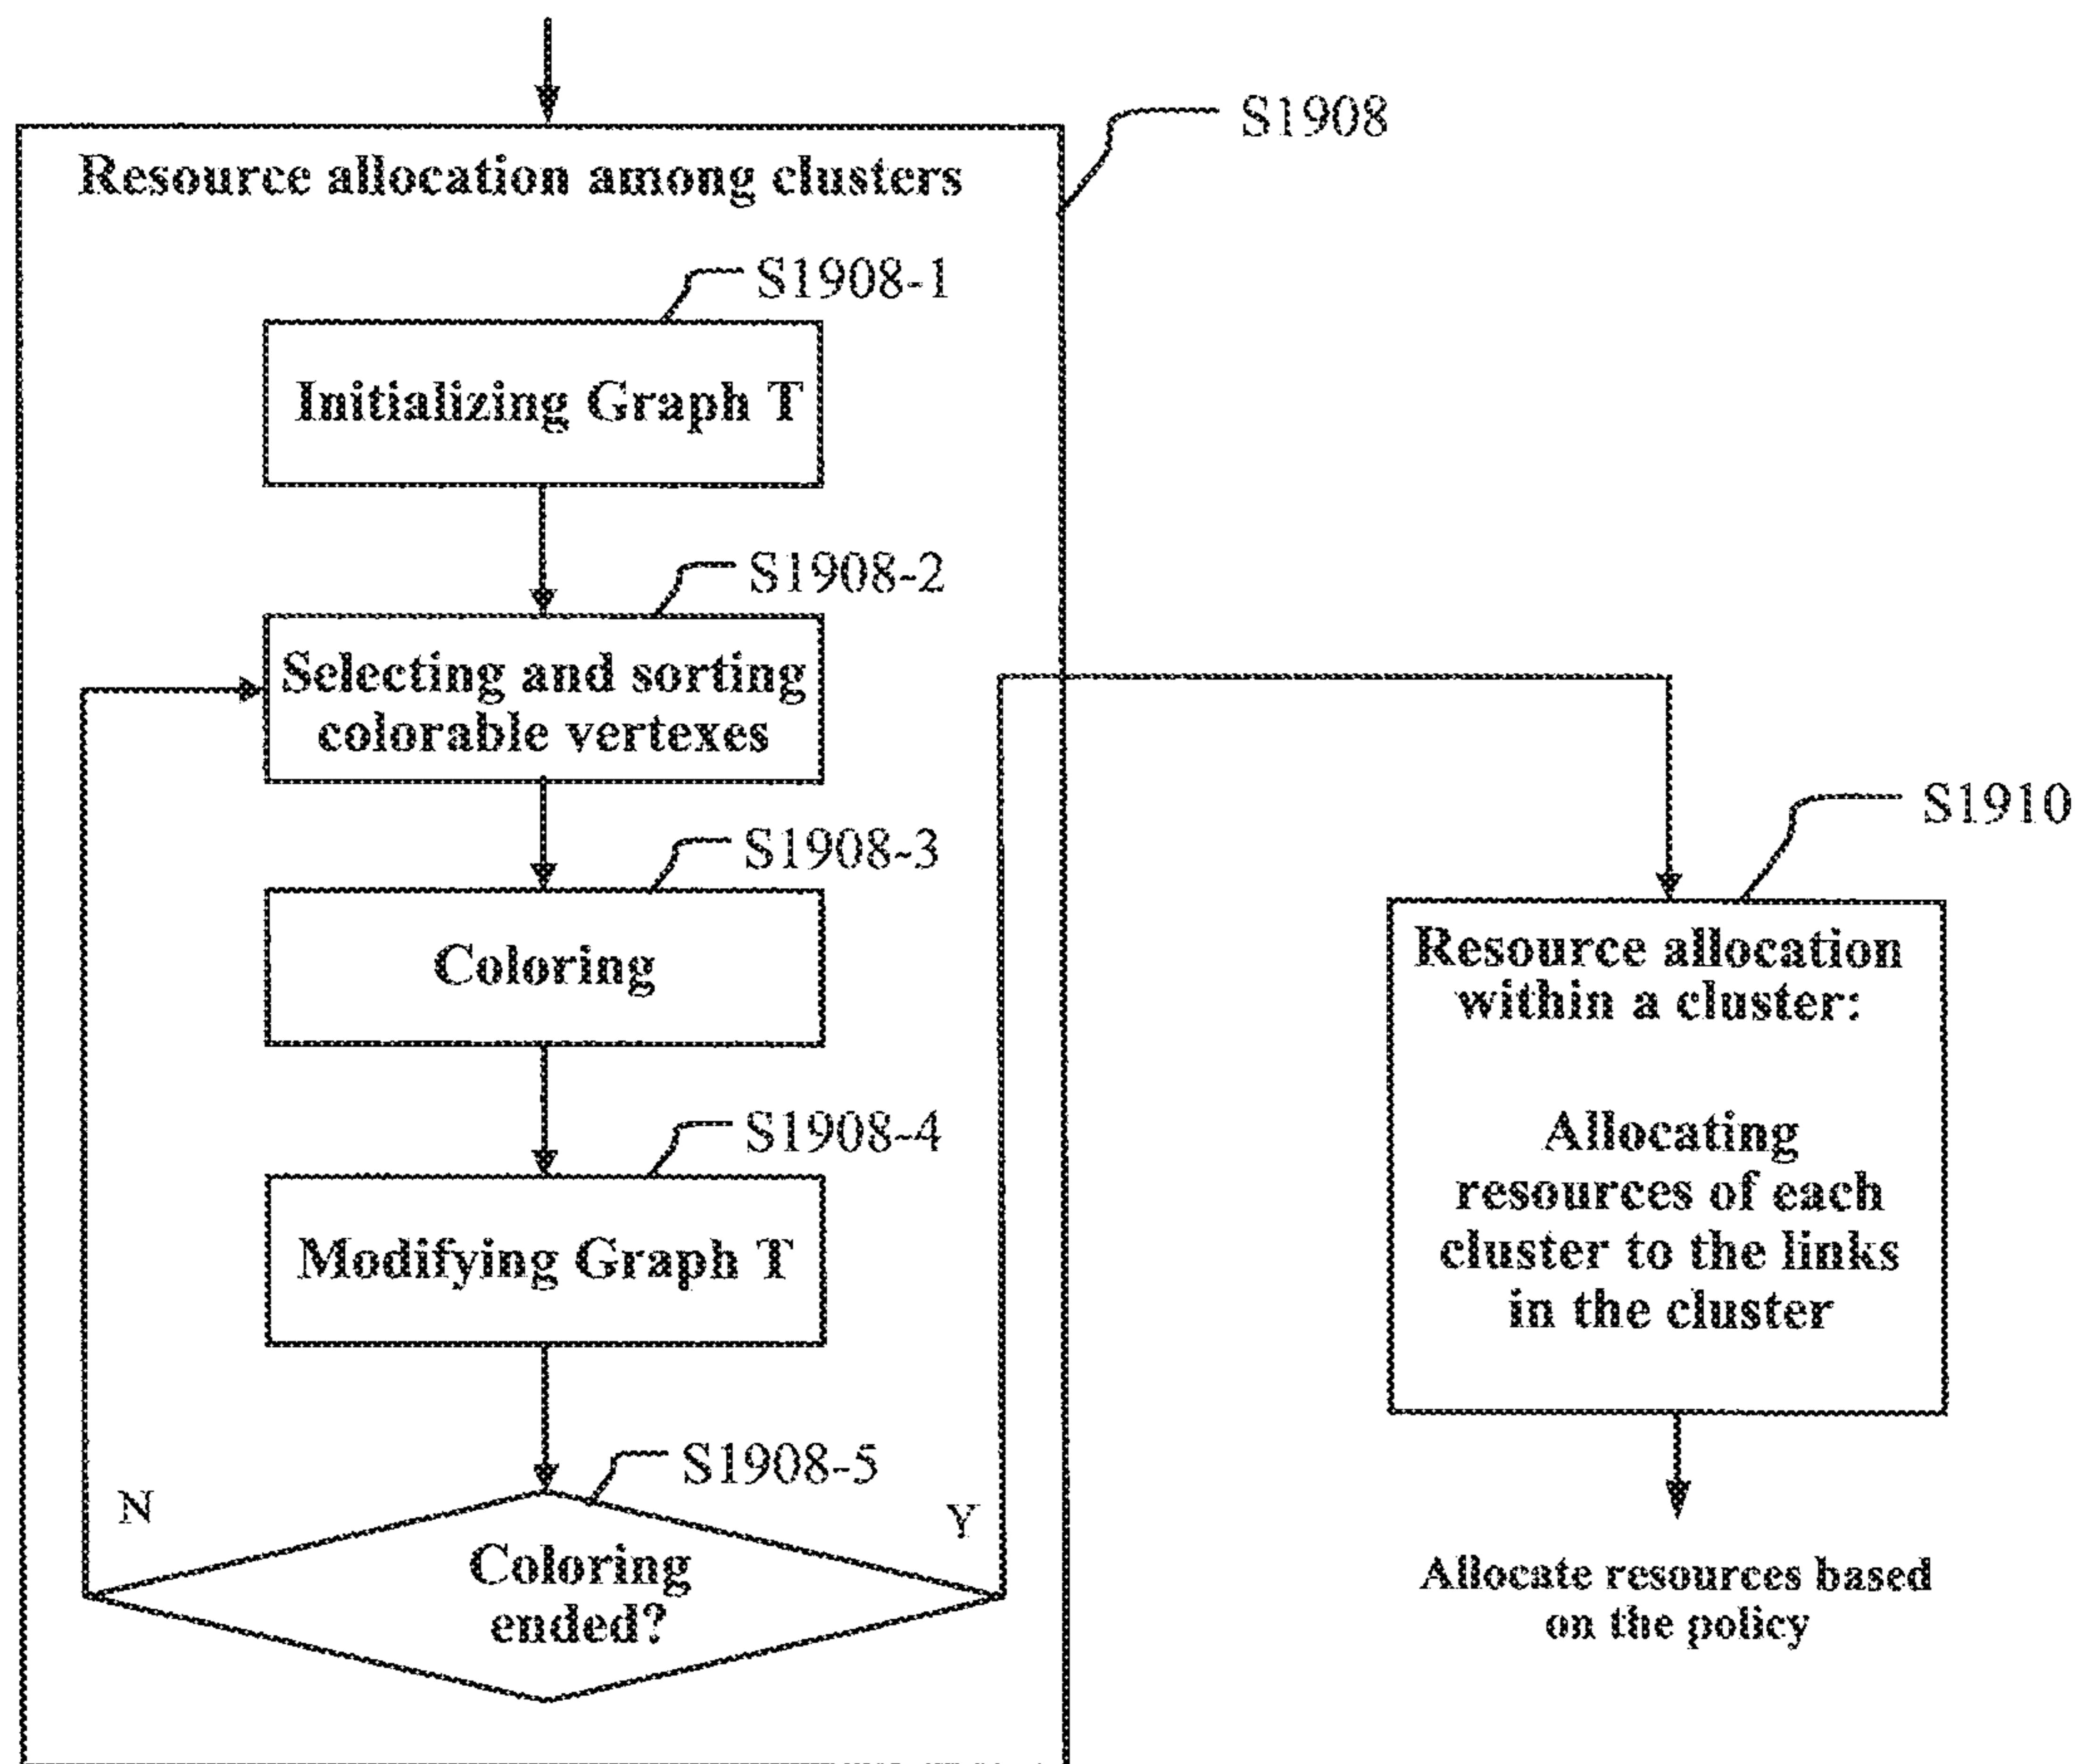 S1908
Resource allocation among clusters
S1908-1
Initializing Graph T
S1908-2
Selecting and sorting
colorable vertexes
S1908-3
Coloring
S1908-4
Modifying Graph T
S1908-5
N
Y
Coloring
ended?
S1910
Resource allocation
within a cluster:
Allocating
resources of each
cluster to the links
in the cluster
Allocate resources based
on the policy